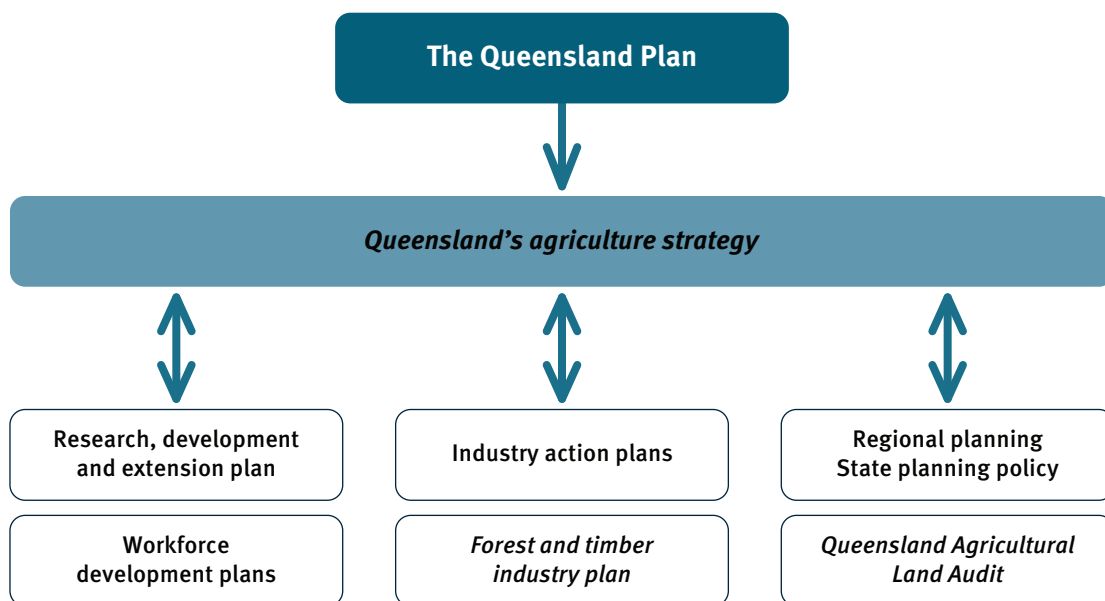 The Queensland Plan
Queensland’s agriculture strategy
Research, development
and extension plan
Industry action plans
Regional planning
State planning policy
Workforce
development plans
Forest and timber
industry plan
Queensland Agricultural
Land Audit